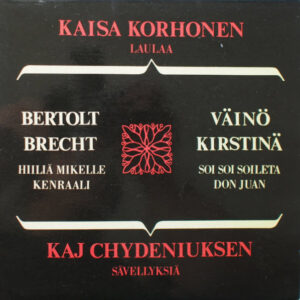 KAISA KORHONEN
LAULAA
BERTOLT
BRECHT
HIILIÄ MIKELLE
KENRAALI
VÄINÖ
KIRSTINÄ
SOI SOI SOILETA
DON JUAN
KAJ CHYDENIUKSEN
SÄVELLYKSIÄ